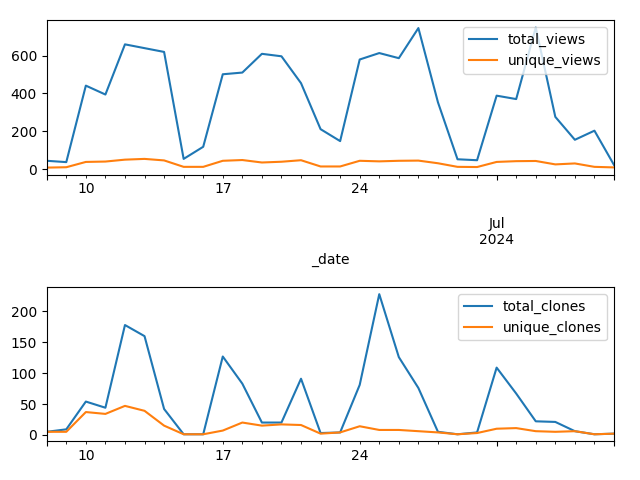 600
400
200
0
total_views
unique_views
10
17
24
Jul
2024
_date
200
150
100
50
0
total_clones
unique_clones
10
17
24